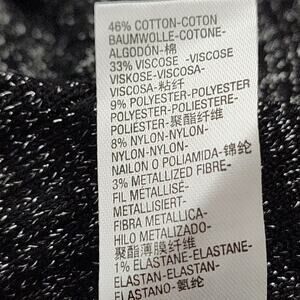 46% COTTON-COTON
BAUMWOLLE-COTONE-
ALGODÓN-棉
33% VISCOSE -VISCOSE
VISKOSE-VISCOSA-
VISCOSA-粘纤
9% POLYESTER-POLYESTER
POLYESTER-POLIESTERE-
POLIÉSTER-聚酯纤维
8% NYLON-NYLON-
NYLON-NYLON-
NAILON O POLIAMIDA-锦纶
3% METALLIZED FIBRE-
FIL MÉTALLISÉ-
METALLISIERT-
FIBRA METALLICA-
HILO METALIZADO-
聚酯薄膜纤维
1% ELASTANE-ELASTANE-
ELASTAN-ELASTAN-
ELASTANO-氨纶